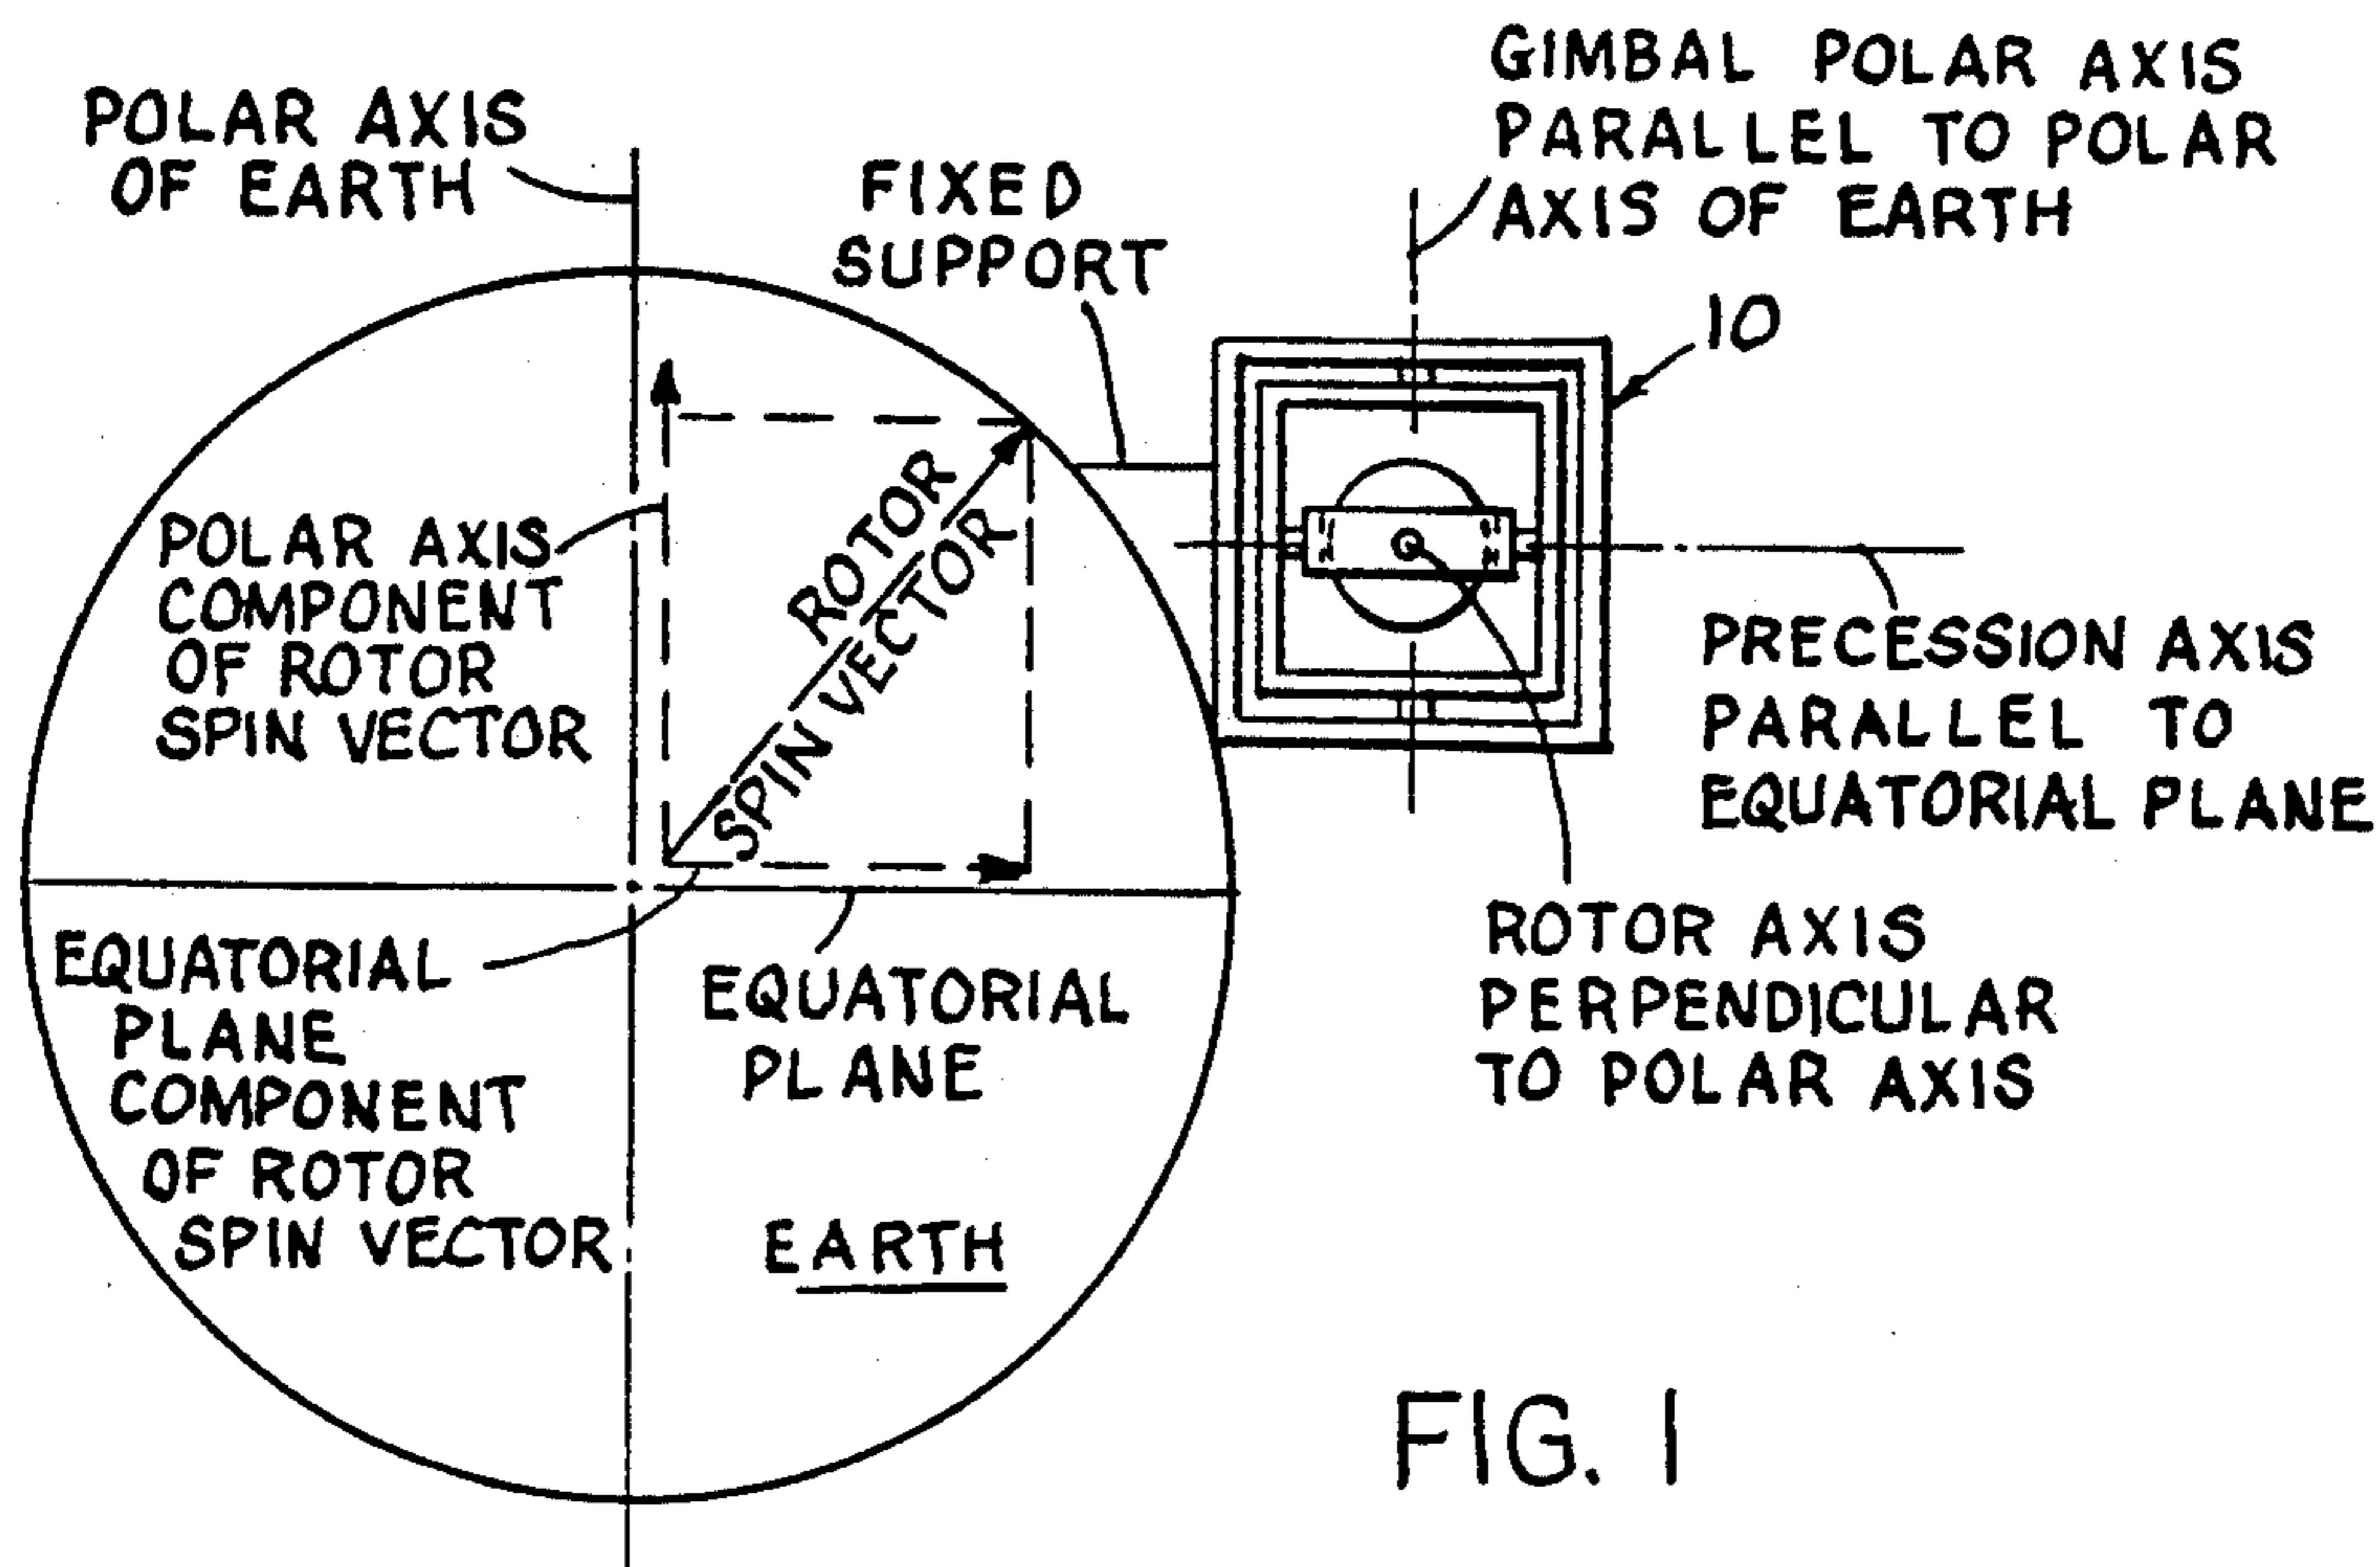 POLAR AXIS
OF EARTH
FIXED
SUPPORT
GIMBAL POLAR AXIS
PARALLEL TO POLAR
AXIS OF EARTH
10
POLAR AXIS
COMPONENT
OF ROTOR
SPIN VECTOR
ROTOR
SPIN VECTOR
PRECESSION AXIS
PARALLEL TO
EQUATORIAL PLANE
EQUATORIAL
PLANE
COMPONENT
OF ROTOR
SPIN VECTOR
EQUATORIAL
PLANE
ROTOR AXIS
PERPENDICULAR
TO POLAR AXIS
EARTH
FIG. 1